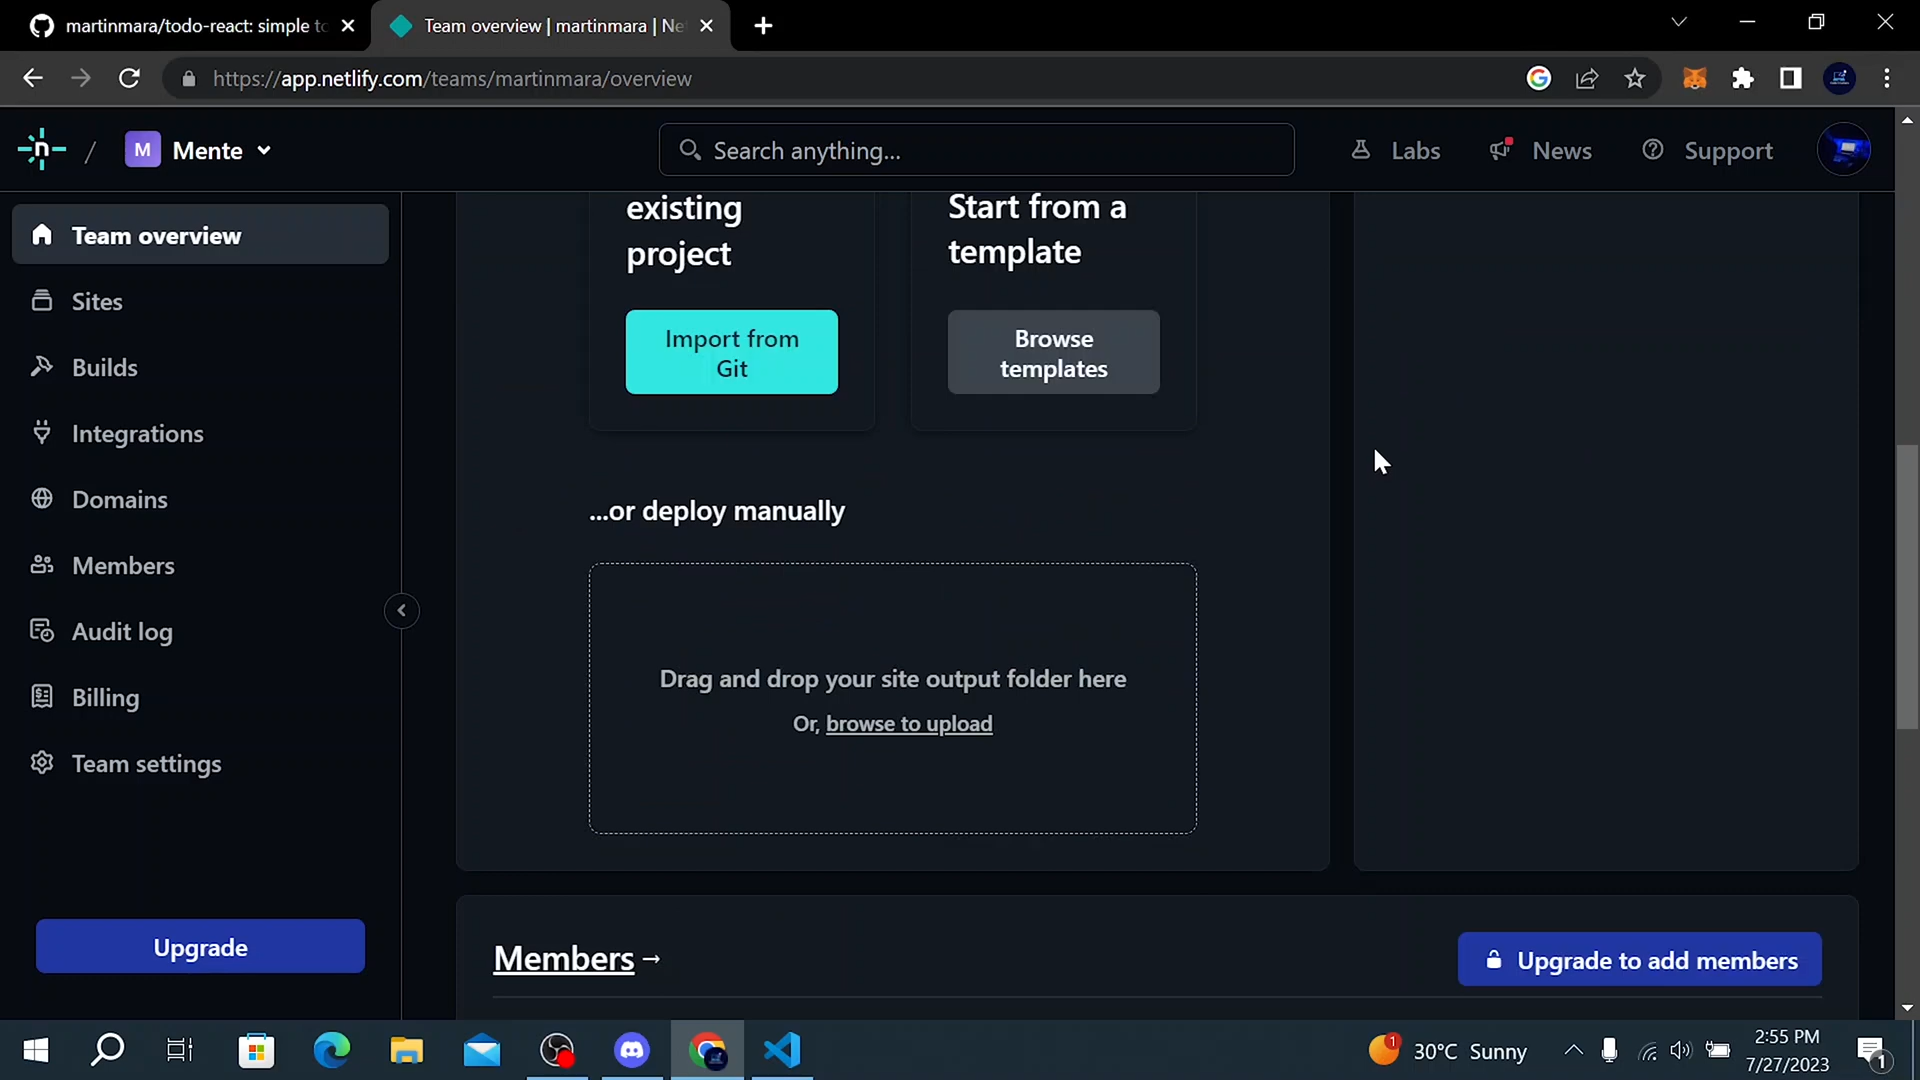 martinmara/todo-react: simple to
Team overview | martinmara | Ne
https://app.netlify.com/teams/martinmara/overview
n / M Mente
Search anything...
Labs
News
Support
Team overview
Sites
Builds
Integrations
Domains
Members
Audit log
Billing
Team settings
Upgrade
existing
project
Import from
Git
Start from a
template
Browse
templates
...or deploy manually
Drag and drop your site output folder here
Or, browse to upload
Members →
Upgrade to add members
1
30°C Sunny
2:55 PM
7/27/2023
1